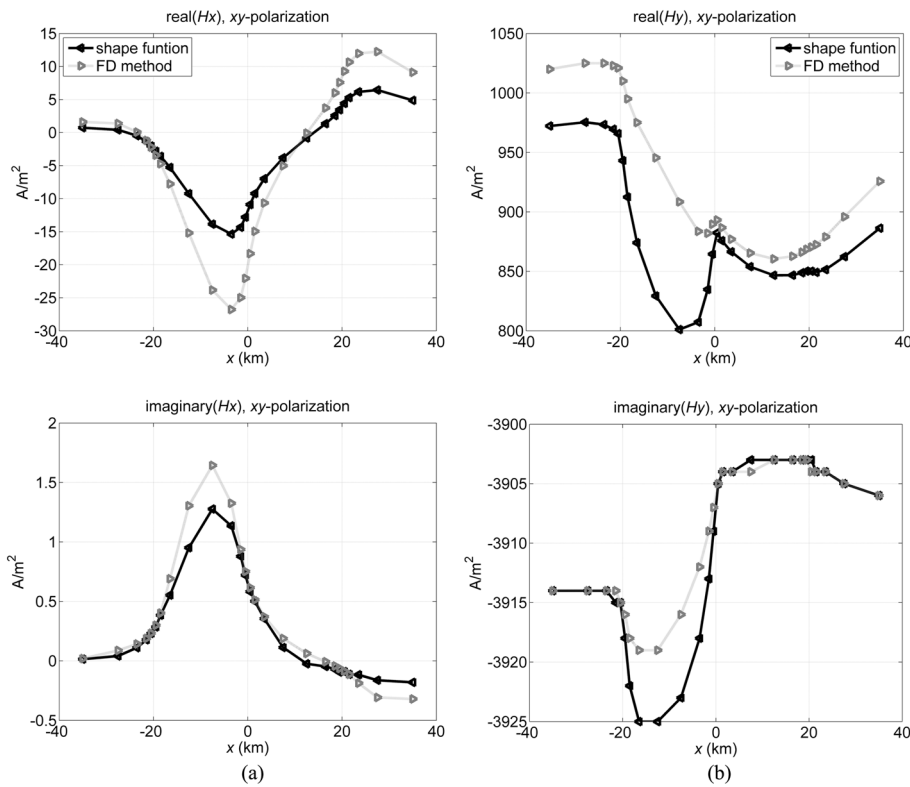 real(Hx), xy-polarization
15
10
5
0
-5
-10
-15
-20
-25
-30
A/m²
shape funtion
FD method
-40 -20 0 20 40
x (km)
real(Hy), xy-polarization
1050
1000
950
900
850
800
A/m²
shape funtion
FD method
-40 -20 0 20 40
x (km)
imaginary(Hx), xy-polarization
2
1.5
1
0.5
0
-0.5
A/m²
-40 -20 0 20 40
x (km)
(a)
imaginary(Hy), xy-polarization
-3900
-3905
-3910
-3915
-3920
-3925
A/m²
-40 -20 0 20 40
x (km)
(b)